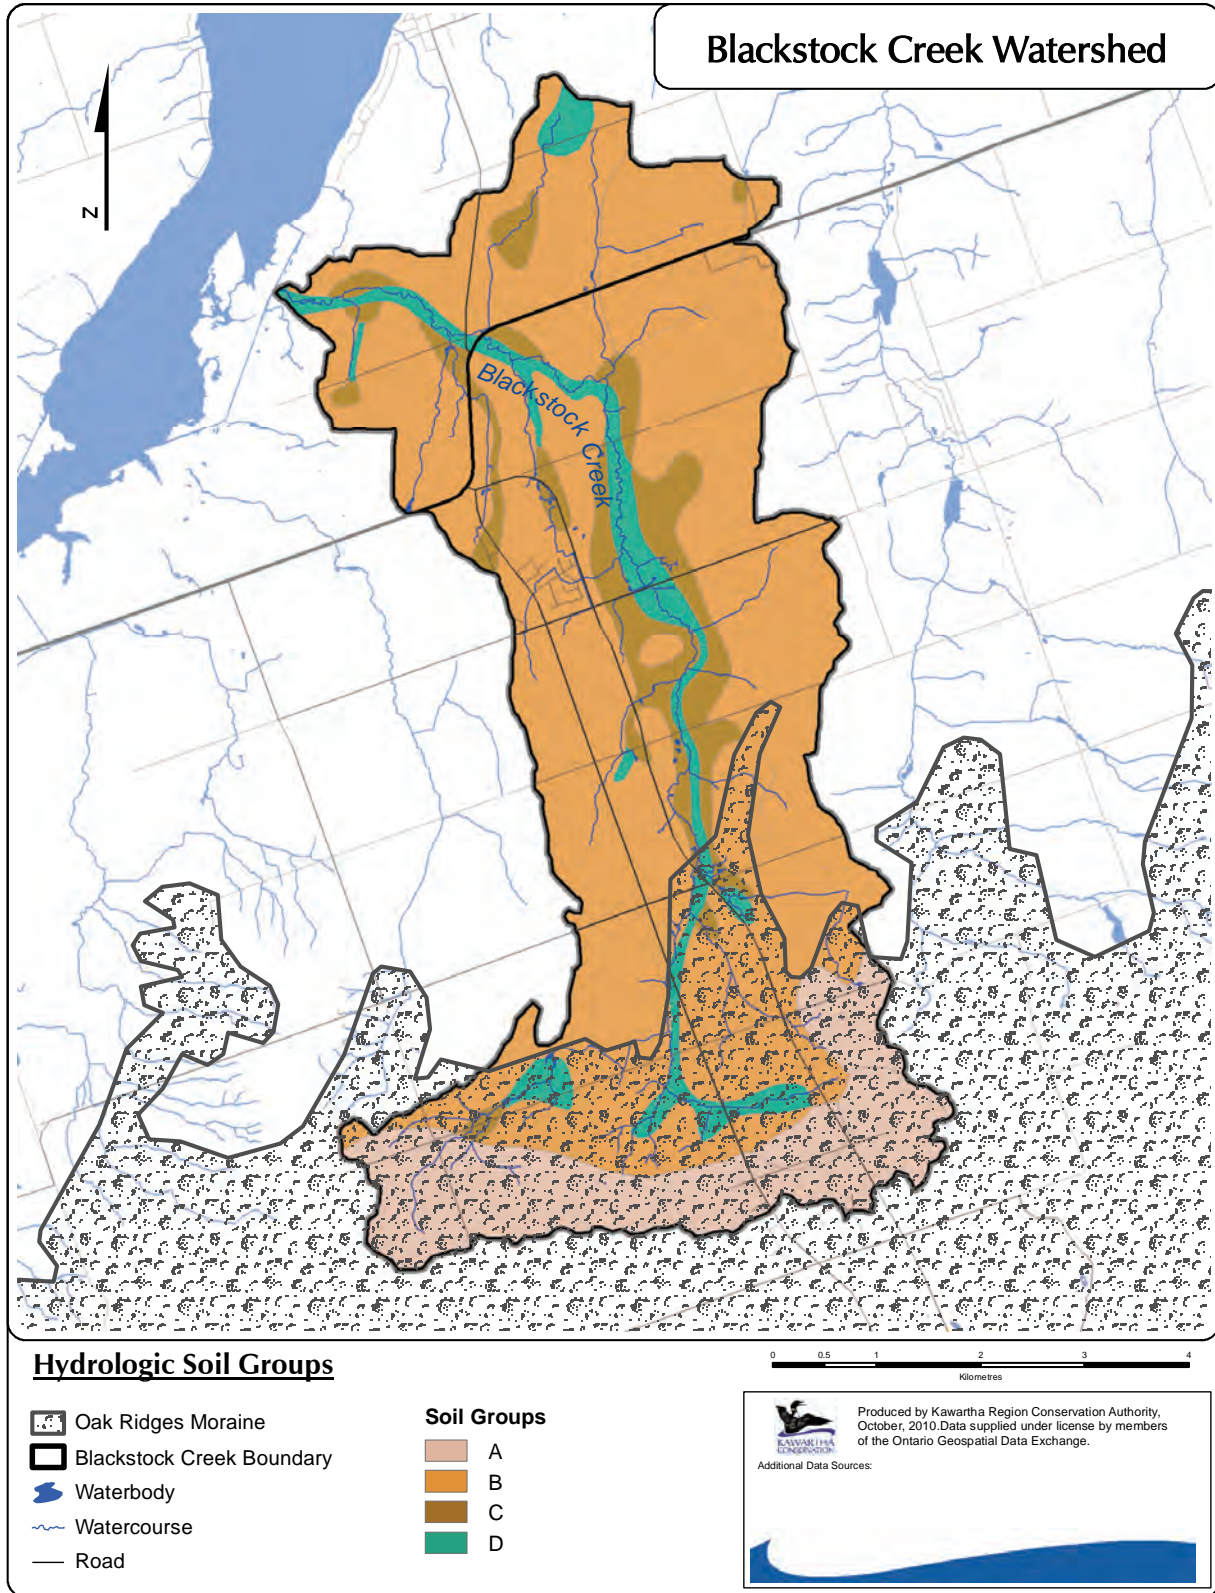 Blackstock Creek Watershed
N
Blackstock Creek
Hydrologic Soil Groups
Oak Ridges Moraine
Blackstock Creek Boundary
Waterbody
Watercourse
Road
Soil Groups
A
B
C
D
0 0.5 1 2 3 4
Kilometres
KAWARTHA
CONSERVATION
Produced by Kawartha Region Conservation Authority,
October, 2010.Data supplied under license by members
of the Ontario Geospatial Data Exchange.
Additional Data Sources: